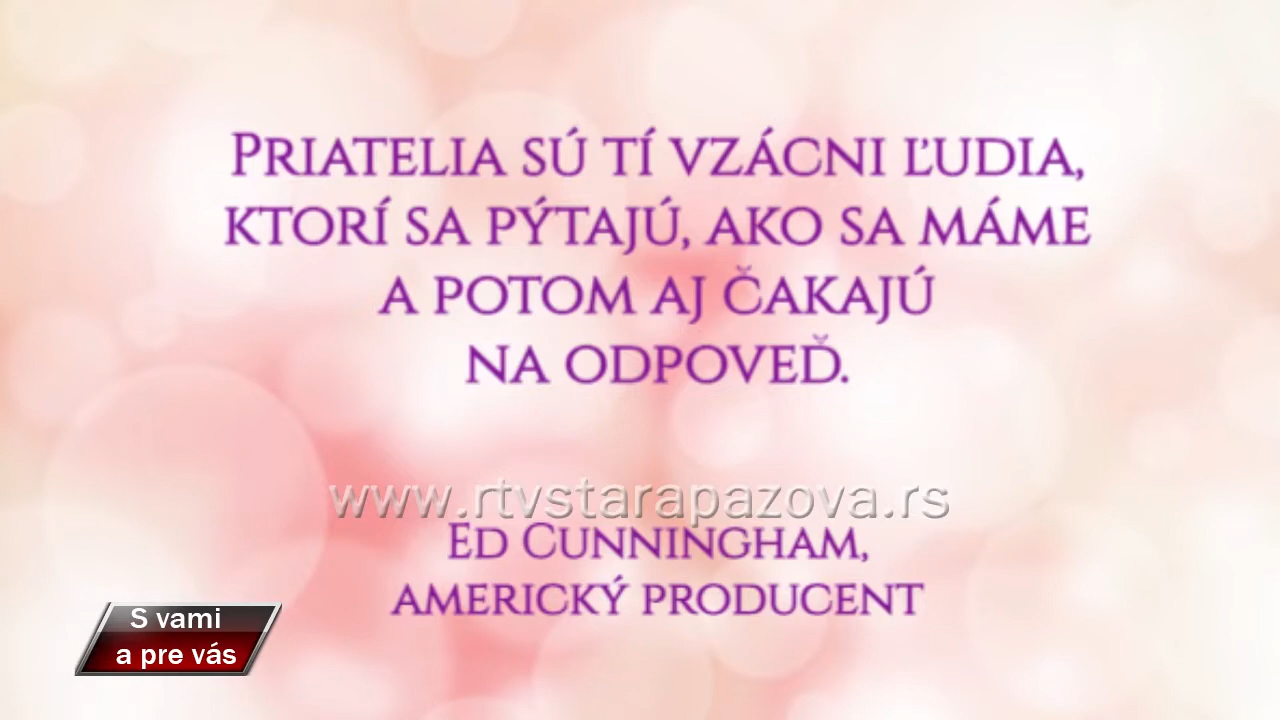 Priatelia sú tí vzácni ľudia,
ktorí sa pýtajú, ako sa máme
a potom aj čakajú
na odpoveď.
www.rtvstarapazova.rs
Ed Cunningham,
americký producent
S vami
a pre vás